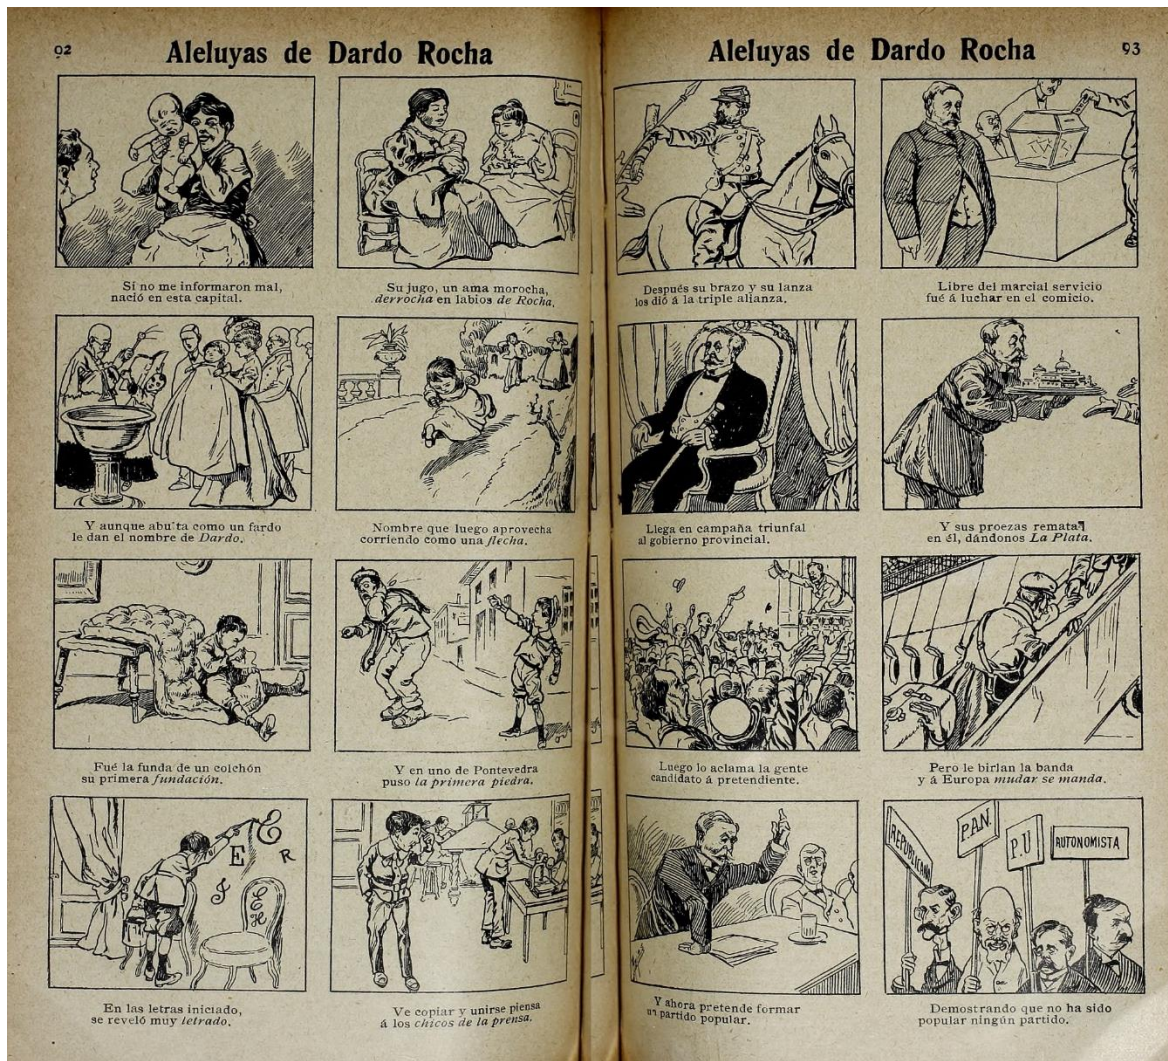 92
Aleluyas de Dardo Rocha
Si no me informaron mal,
nació en esta capital.
Su jugo, un ama morocha,
derrocha en labios de Rocha.
Y aunque abu'ta como un fardo
le dan el nombre de Dardo.
Nombre que luego aprovecha
corriendo como una flecha.
Fué la funda de un colchón
su primera fundación.
Y en uno de Pontevedra
puso la primera piedra.
E
E
R
En las letras iniciado,
se reveló muy letrado.
Ve copiar y unirse piensa
á los chicos de la prensa.
Aleluyas de Dardo Rocha
93
Después su brazo y su lanza
los dió á la triple alianza.
Libre del marcial servicio
fué á luchar en el comicio.
Llega en campaña triunfal
al gobierno provincial.
Y sus proezas remata
en él, dándonos La Plata.
Luego lo aclama la gente
candidato á pretendiente.
Pero le birlan la banda
y á Europa mudar se manda.
Y ahora pretende formar
un partido popular.
REPUBLICANO
P.A.N.
P.U
AUTONOMISTA
Demostrando que no ha sido
popular ningún partido.